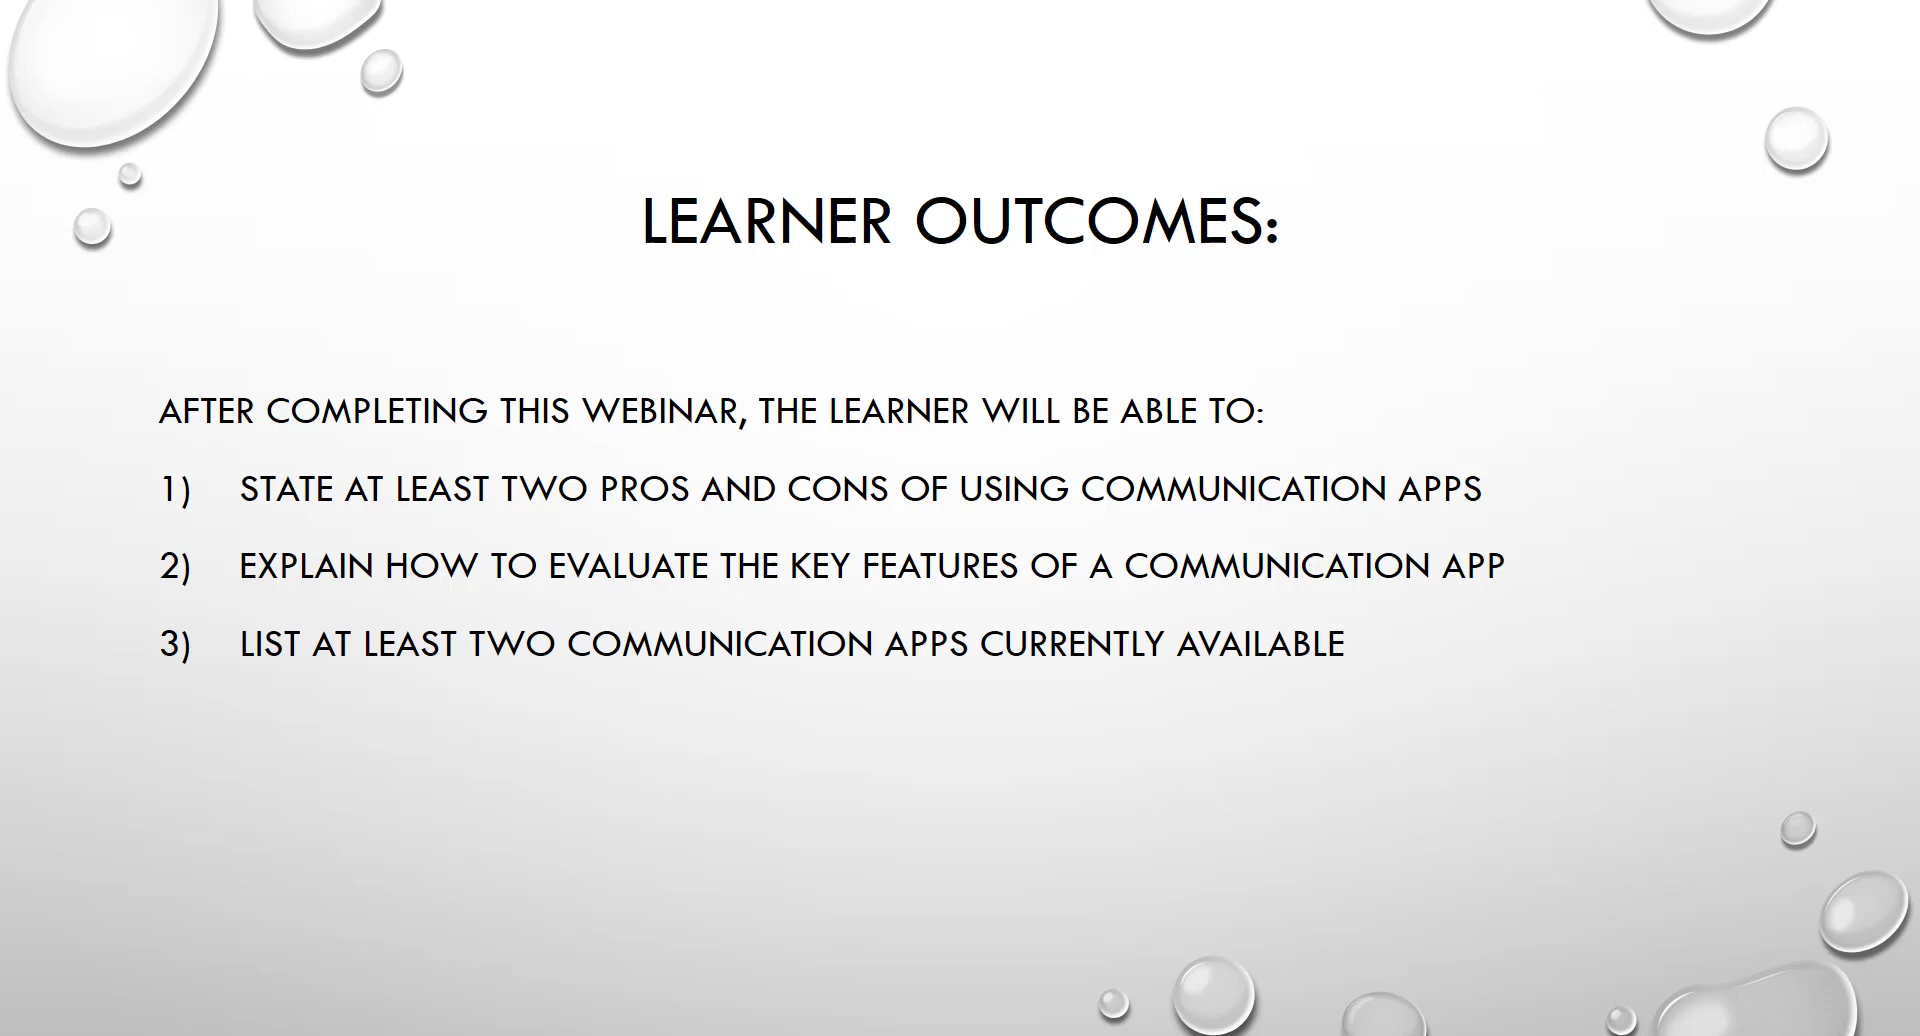 LEARNER OUTCOMES:
AFTER COMPLETING THIS WEBINAR, THE LEARNER WILL BE ABLE TO:
1) STATE AT LEAST TWO PROS AND CONS OF USING COMMUNICATION APPS
2) EXPLAIN HOW TO EVALUATE THE KEY FEATURES OF A COMMUNICATION APP
3) LIST AT LEAST TWO COMMUNICATION APPS CURRENTLY AVAILABLE